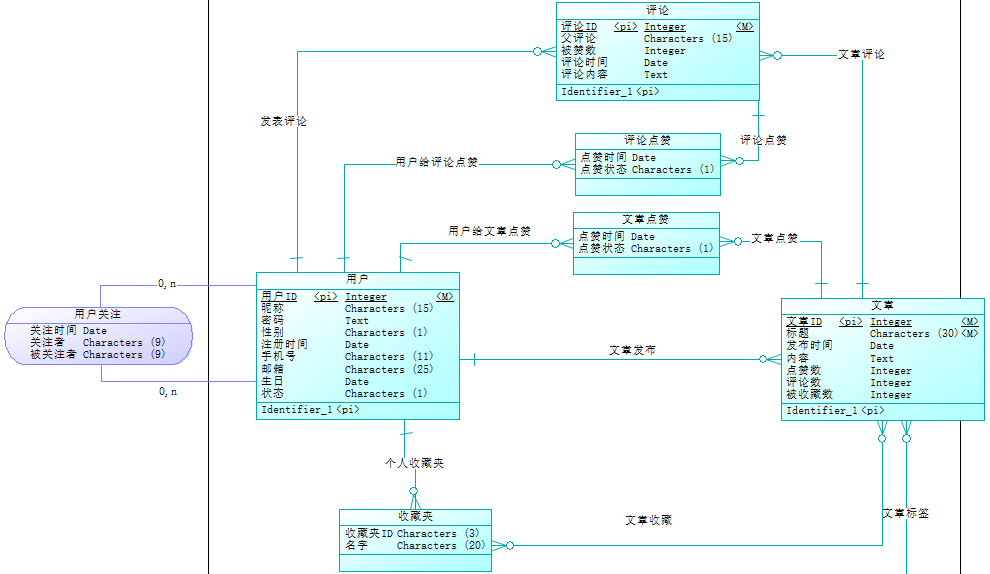 评论
评论ID <pi> Integer <M>
父评论 Characters (15)
被赞数 Integer
评论时间 Date
评论内容 Text
Identifier_1 <pi>
文章评论
发表评论
评论点赞
评论点赞
点赞时间 Date
点赞状态 Characters (1)
用户给评论点赞
文章点赞
点赞时间 Date
点赞状态 Characters (1)
用户给文章点赞
文章点赞
0,n
用户关注
关注时间 Date
关注者 Characters (9)
被关注者 Characters (9)
0,n
用户
用户ID <pi> Integer <M>
昵称 Characters (15)
密码 Text
性别 Characters (1)
注册时间 Date
手机号 Characters (11)
邮箱 Characters (25)
生日 Date
状态 Characters (1)
Identifier_1 <pi>
文章发布
文章
文章ID <pi> Integer <M>
标题 Characters (30) <M>
发布时间 Date
内容 Text
点赞数 Integer
评论数 Integer
被收藏数 Integer
Identifier_1 <pi>
个人收藏夹
收藏夹
收藏夹ID Characters (3)
名字 Characters (20)
文章收藏
文章标签